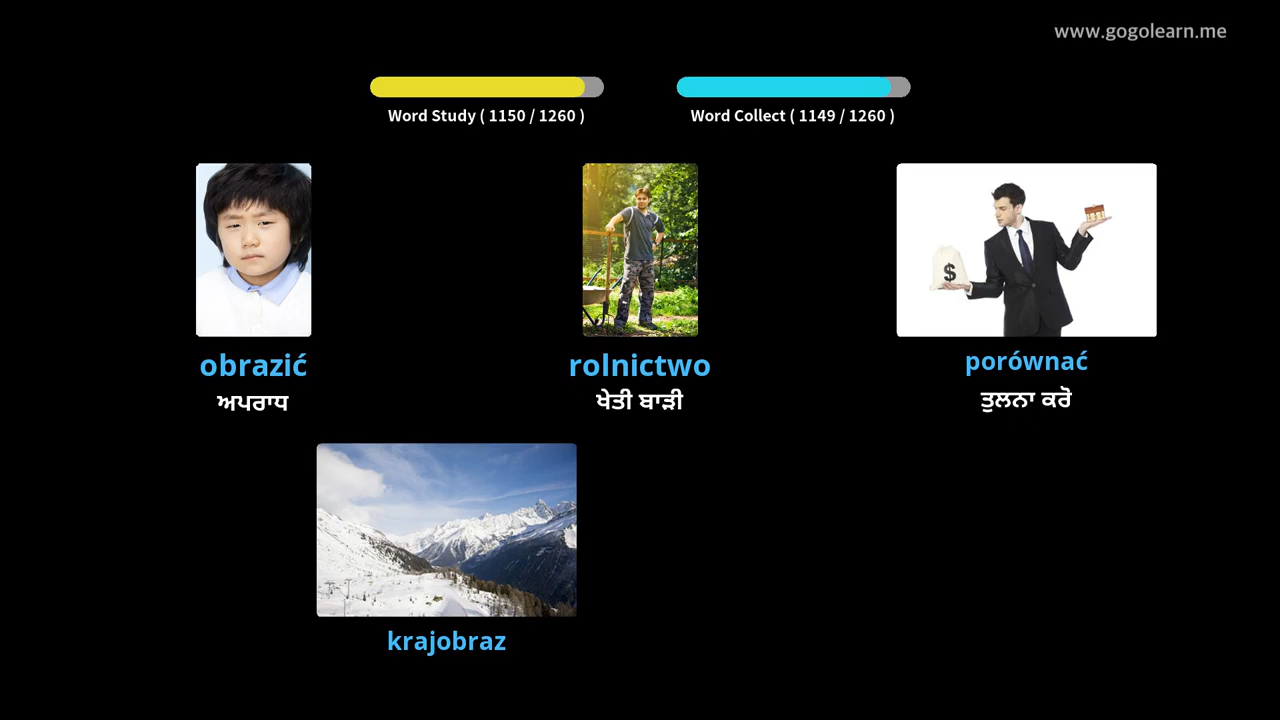 www.gogolearn.me
Word Study ( 1150 / 1260 )
Word Collect ( 1149 / 1260 )
obrazić
rolnictwo
porównać
ਅਪਰਾਧ
ਖੇਤੀ ਬਾੜੀ
ਤੁਲਨਾ ਕਰੋ
$
krajobraz